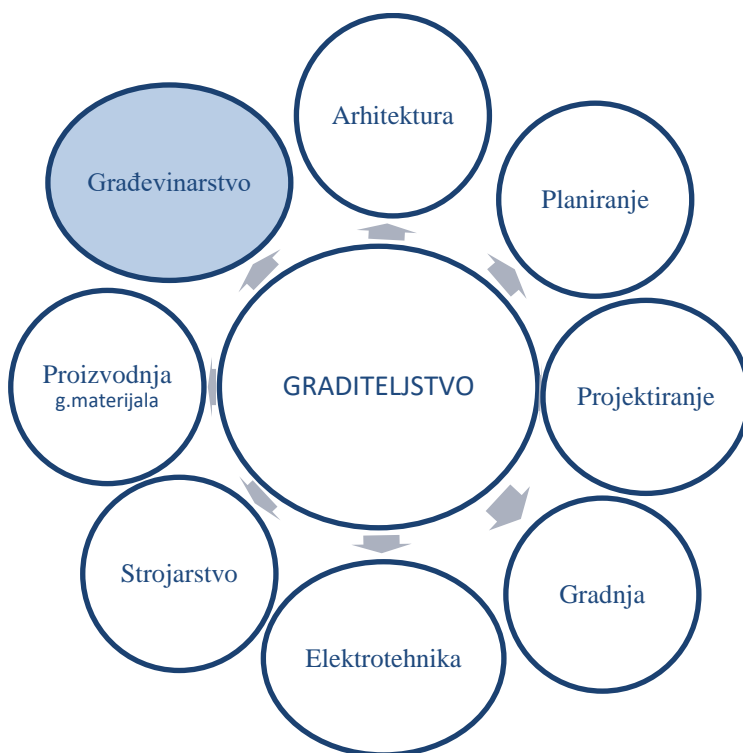 Arhitektura
Građevinarstvo
Planiranje
Proizvodnja
g.materijala
GRADITELJSTVO
Projektiranje
Strojarstvo
Gradnja
Elektrotehnika